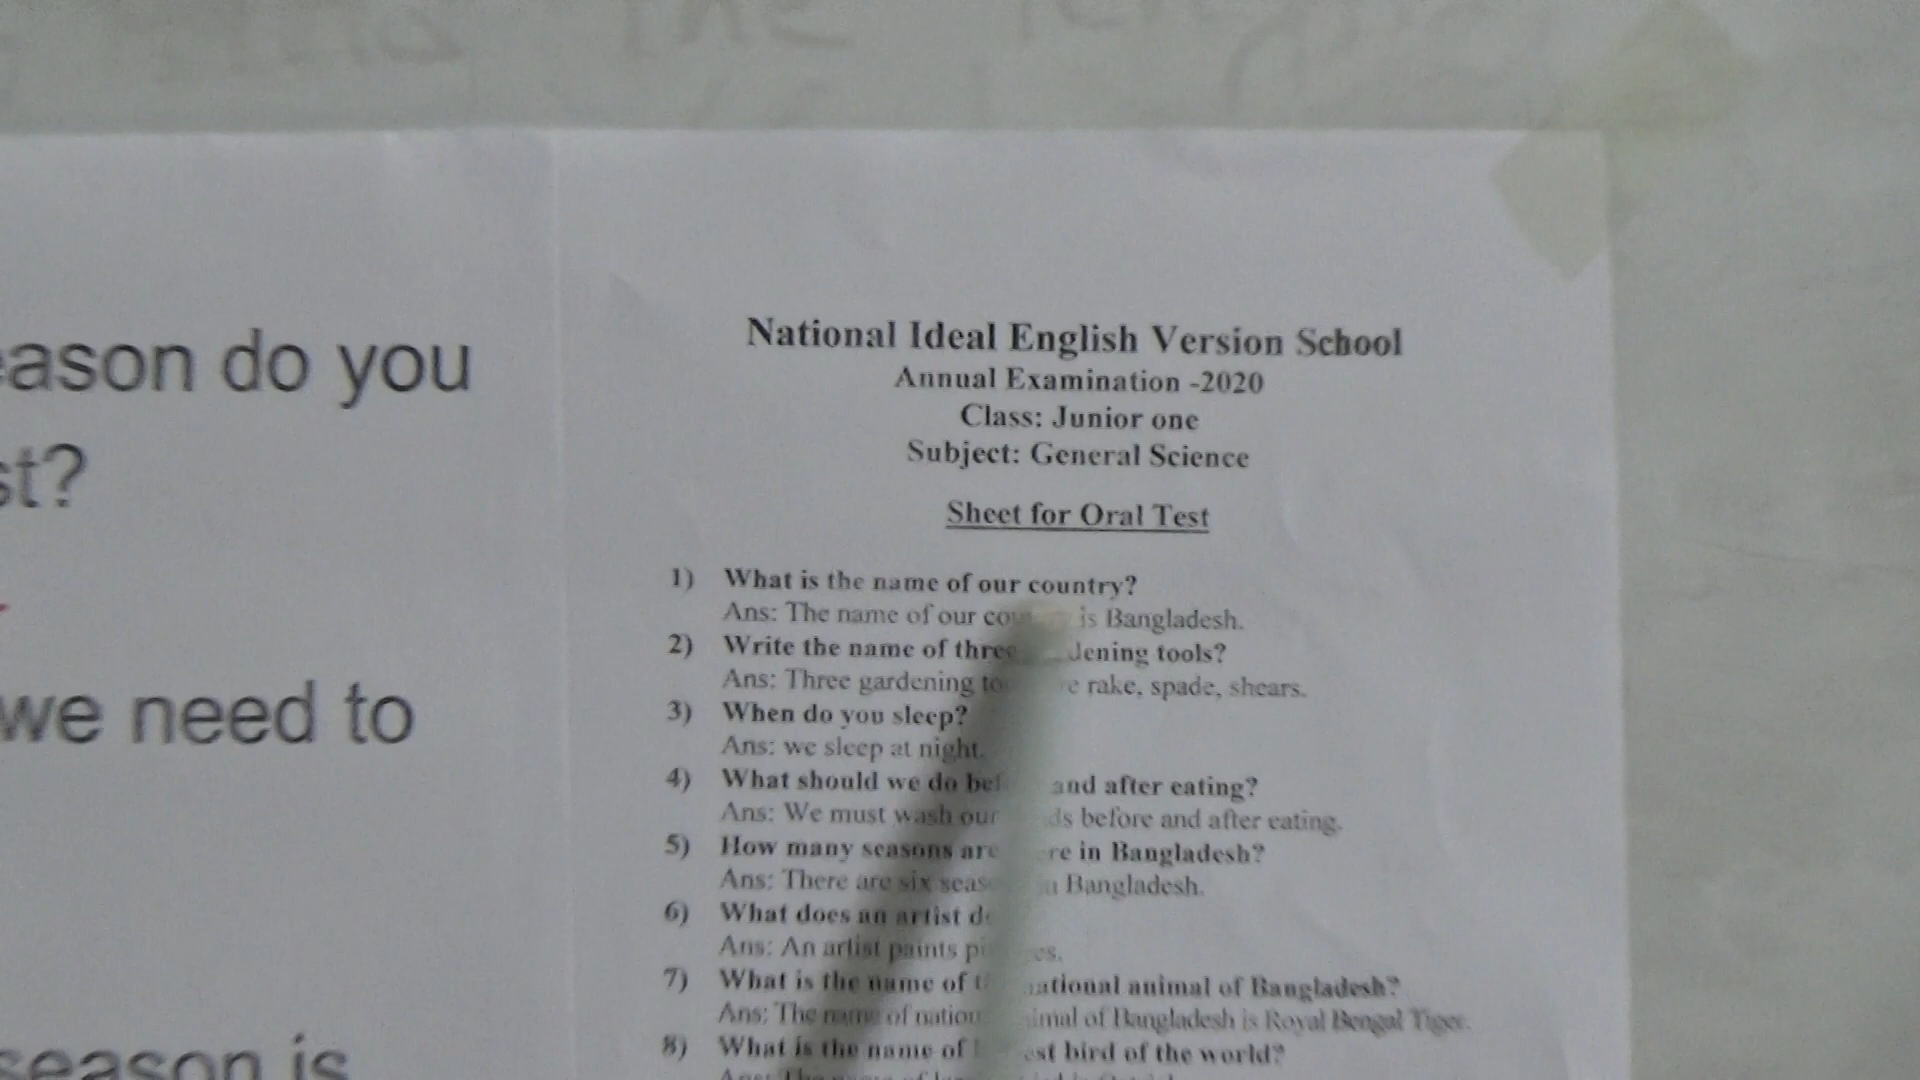 eason do you
st?
we need to
season is
National Ideal English Version School
Annual Examination -2020
Class: Junior one
Subject: General Science
Sheet for Oral Test
1) What is the name of our country?
Ans: The name of our is Bangladesh.
2) Write the name of three tools?
Ans: Three gardening rake, spade, shears.
3) When do you sleep?
Ans: we sleep at night.
4) What should we do and after eating?
Ans: We must wash our before and after eating.
5) How many seasons are in Bangladesh?
Ans: There are six Bangladesh.
6) What does an artist
Ans: An artist paints
7) What is the name of national animal of Bangladesh?
Ans: The name of of Bangladesh is Royal Bengal Tiger.
8) What is the name of bird of the world?